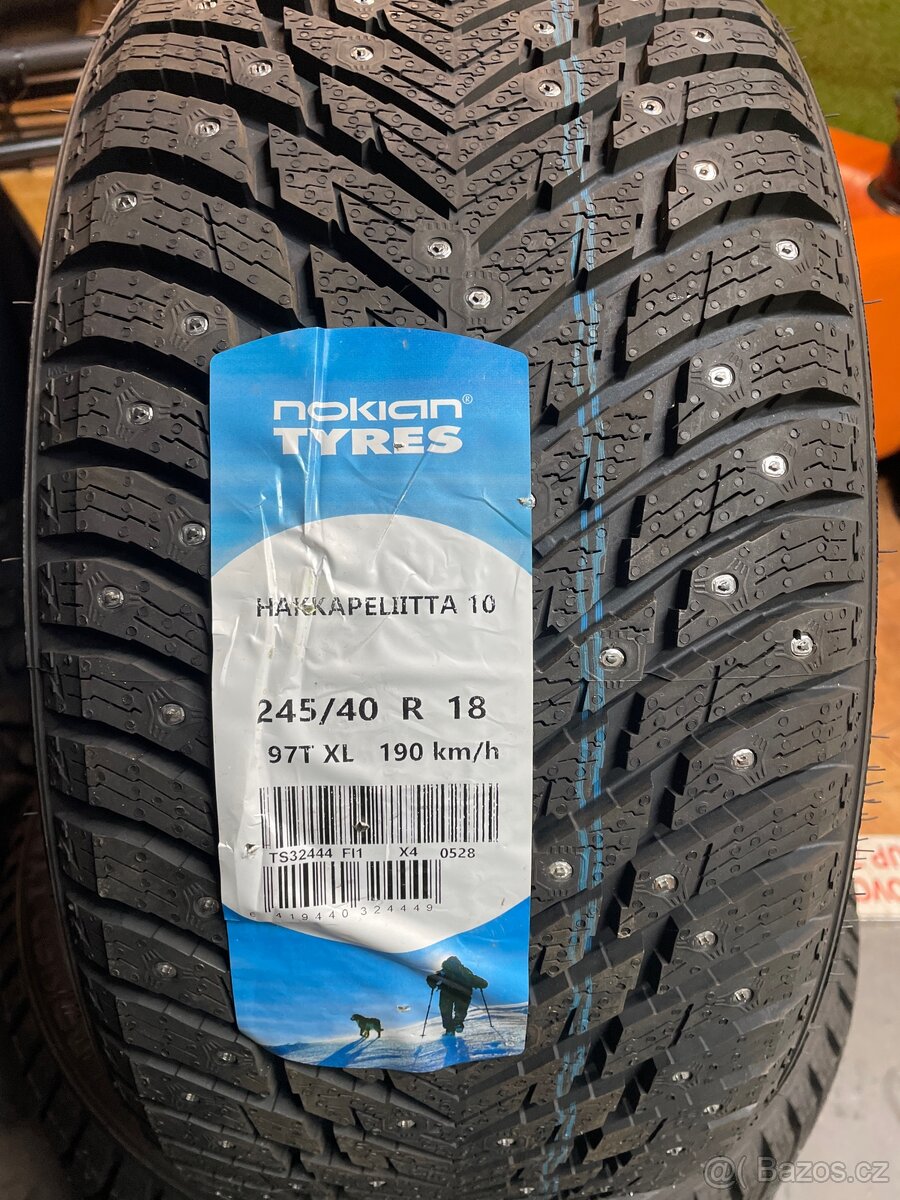 nokian®
TYRES
HAKKAPELIITTA 10
245/40 R 18
97T XL 190 km/h
TS32444 FI1 X4 0528
6 419440 324449
@( Bazos.cz